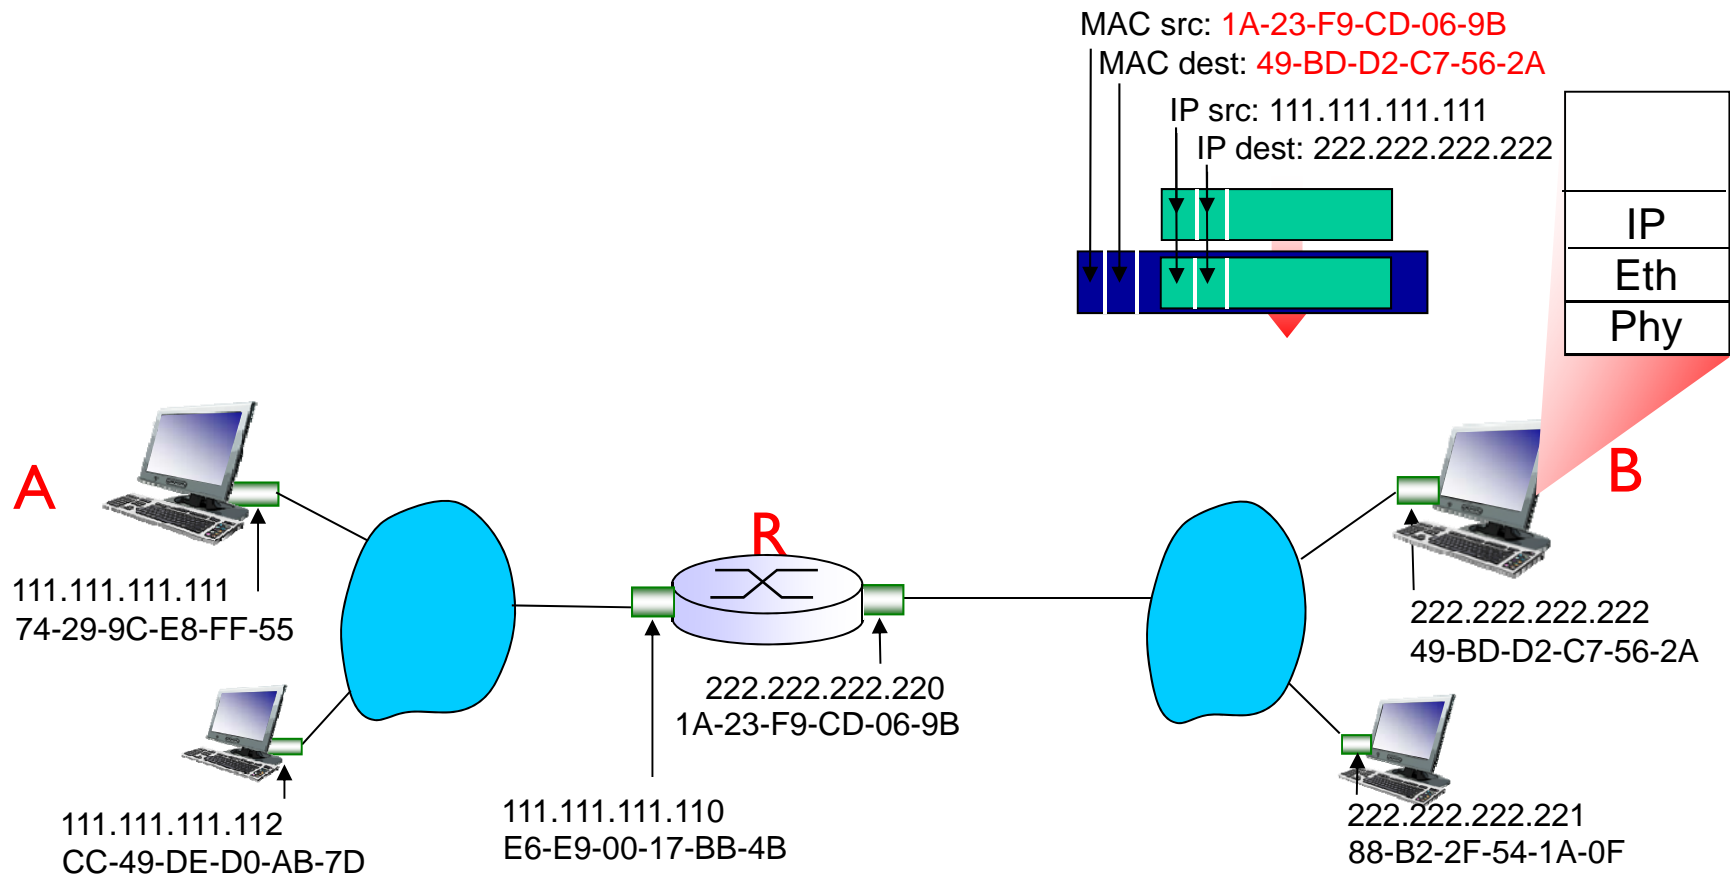 MAC src: 1A-23-F9-CD-06-9B
MAC dest: 49-BD-D2-C7-56-2A
IP src: 111.111.111.111
IP dest: 222.222.222.222
IP
Eth
Phy
A
B
R
111.111.111.111
74-29-9C-E8-FF-55
222.222.222.222
49-BD-D2-C7-56-2A
222.222.222.220
1A-23-F9-CD-06-9B
111.111.111.112
CC-49-DE-D0-AB-7D
111.111.111.110
E6-E9-00-17-BB-4B
222.222.222.221
88-B2-2F-54-1A-0F